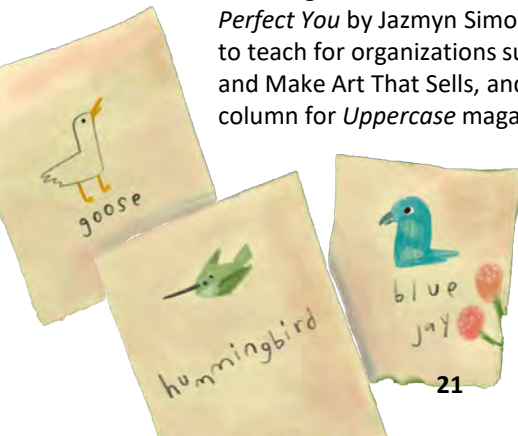 Perfect You by Jazmyn Simo
to teach for organizations su
and Make Art That Sells, and
column for Uppercase maga
goose
hummingbird
blue
jay
21